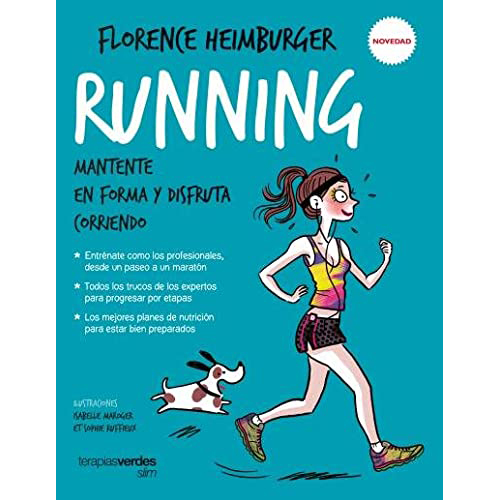 FLORENCE HEIMBURGER
NOVEDAD
RUNNING
MANTENTE
EN FORMA Y DISFRUTA
CORRIENDO
★ Entrénate como los profesionales,
desde un paseo a un maratón
★ Todos los trucos de los expertos
para progresar por etapas
★ Los mejores planes de nutrición
para estar bien preparados
ILUSTRACIONES
ISABELLE MAROGER
ET SOPHIE RUFFIEUX
terapiasverdes
slim